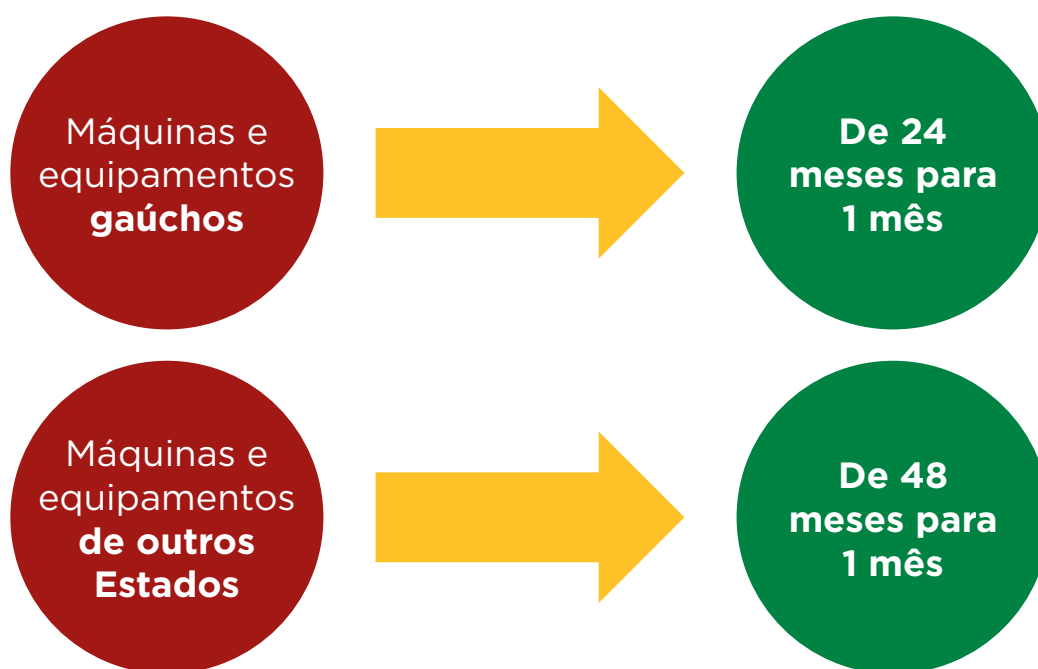 Máquinas e
equipamentos
gaúchos
De 24
meses para
1 mês
Máquinas e
equipamentos
de outros
Estados
De 48
meses para
1 mês